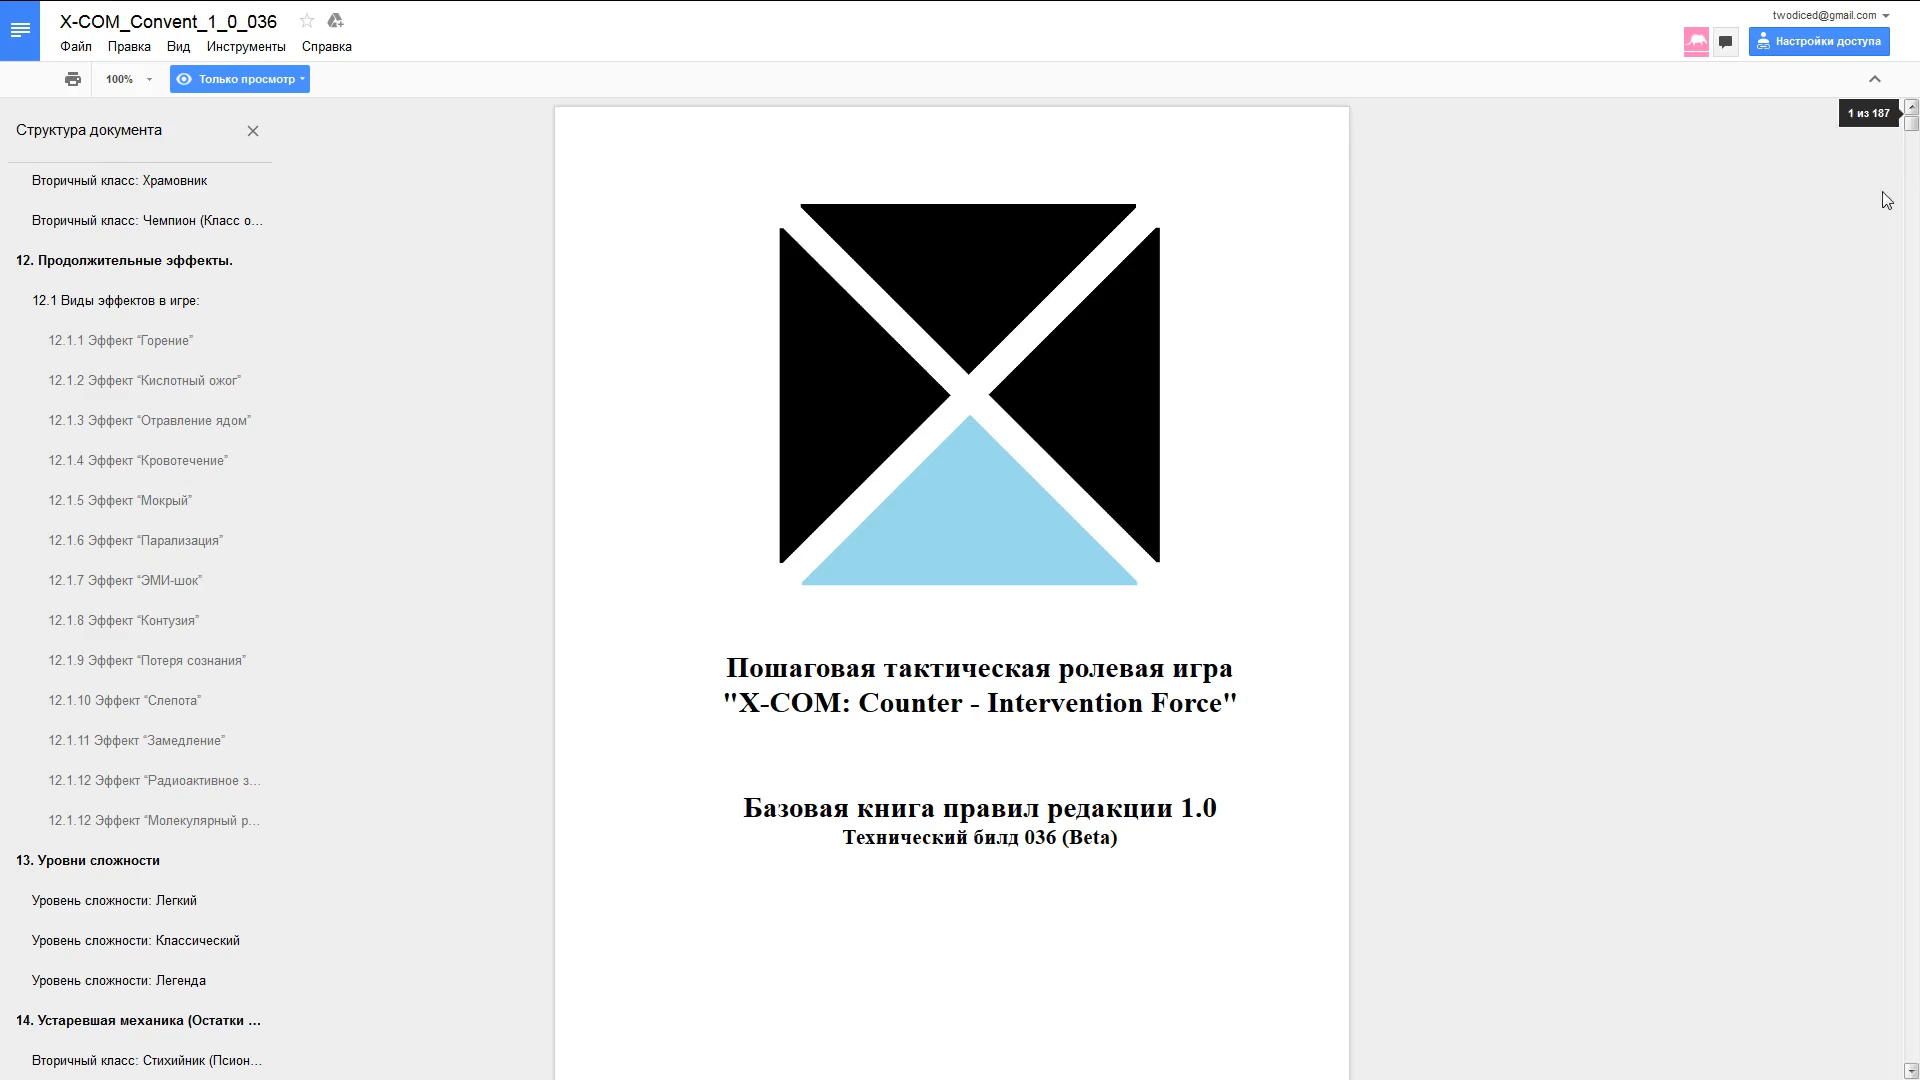 X-COM_Convent_1_0_036
twodiced@gmail.com
Файл Правка Вид Инструменты Справка
Настройки доступа
100% Только просмотр
1 из 187
Структура документа
Вторичный класс: Храмовник
Вторичный класс: Чемпион (Класс о...
12. Продолжительные эффекты.
12.1 Виды эффектов в игре:
12.1.1 Эффект “Горение”
12.1.2 Эффект “Кислотный ожог”
12.1.3 Эффект “Отравление ядом”
12.1.4 Эффект “Кровотечение”
12.1.5 Эффект “Мокрый”
12.1.6 Эффект “Парализация”
12.1.7 Эффект “ЭМИ-шок”
12.1.8 Эффект “Контузия”
12.1.9 Эффект “Потеря сознания”
12.1.10 Эффект “Слепота”
12.1.11 Эффект “Замедление”
12.1.12 Эффект “Радиоактивное з...
12.1.12 Эффект “Молекулярный р...
13. Уровни сложности
Уровень сложности: Легкий
Уровень сложности: Классический
Уровень сложности: Легенда
14. Устаревшая механика (Остатки ...
Вторичный класс: Стихийник (Псион...
Пошаговая тактическая ролевая игра
"X-COM: Counter - Intervention Force"
Базовая книга правил редакции 1.0
Технический билд 036 (Beta)